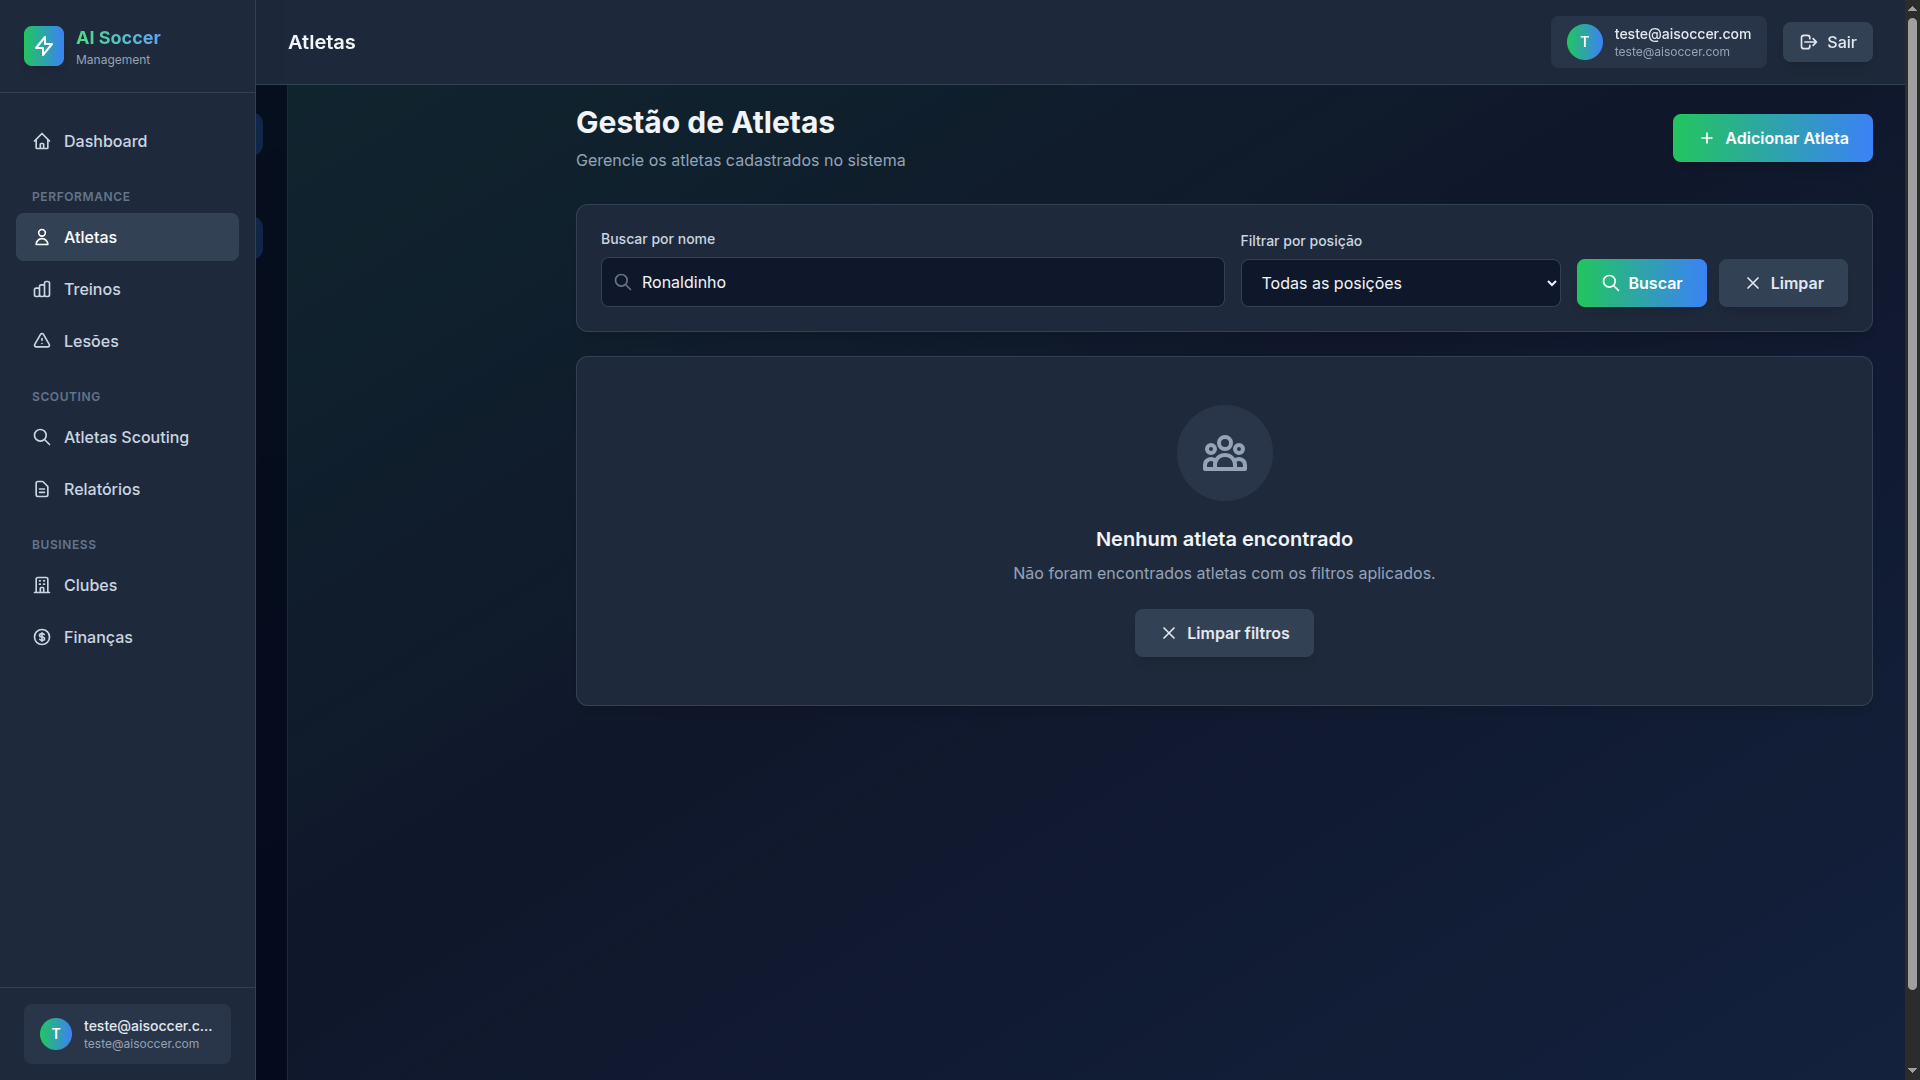 AI Soccer
Management
Dashboard
PERFORMANCE
Atletas
Treinos
Lesões
SCOUTING
Atletas Scouting
Relatórios
BUSINESS
Clubes
Finanças
T
teste@aisoccer.c...
teste@aisoccer.com
Atletas
T
teste@aisoccer.com
teste@aisoccer.com
Sair
Gestão de Atletas
Gerencie os atletas cadastrados no sistema
Adicionar Atleta
Buscar por nome
Ronaldinho
Filtrar por posição
Todas as posições
Buscar
Limpar
Nenhum atleta encontrado
Não foram encontrados atletas com os filtros aplicados.
Limpar filtros